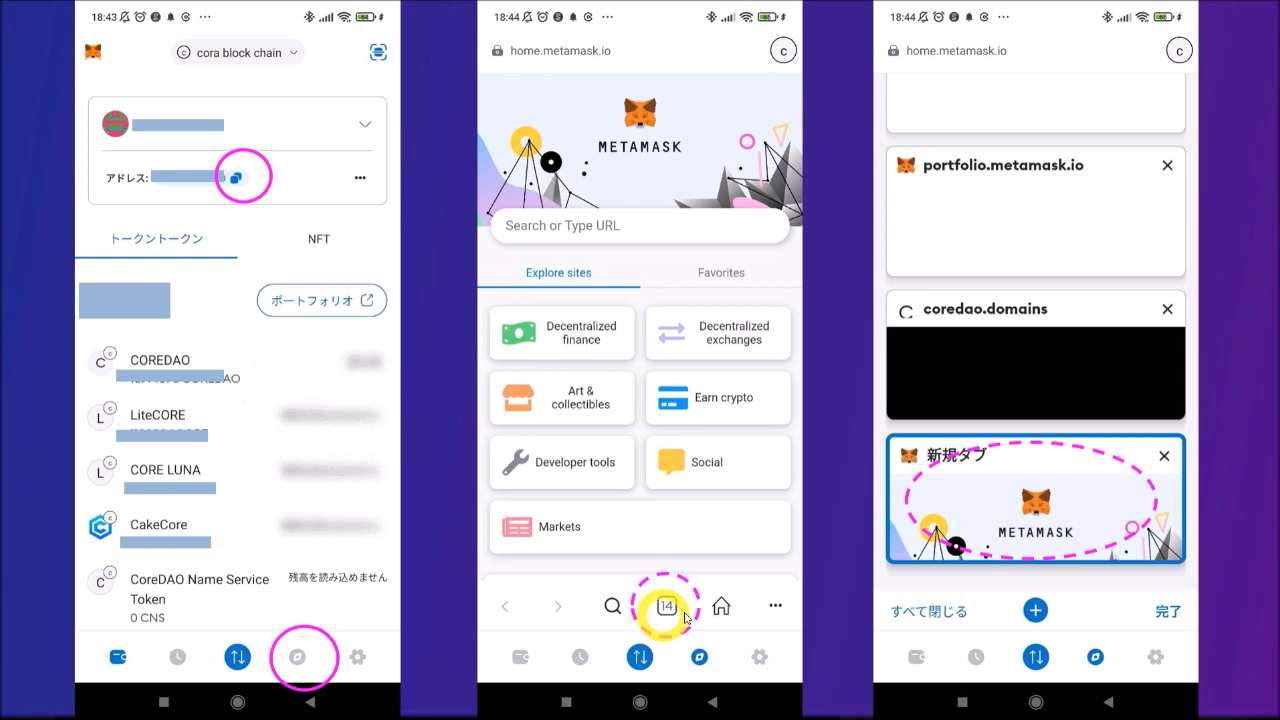 18:43
cora block chain
アドレス:
トークントークン
NFT
ポートフォリオ
C
c
COREDAO
L
c
LiteCORE
L
c
CORE LUNA
c
CakeCore
C
c
CoreDAO Name Service
Token
残高を読み込めません
0 CNS
18:44
home.metamask.io
c
METAMASK
Search or Type URL
Explore sites
Favorites
Decentralized
finance
Decentralized
exchanges
Art &
collectibles
Earn crypto
Developer tools
Social
Markets
14
18:44
home.metamask.io
c
portfolio.metamask.io
coredao.domains
新規タブ
METAMASK
すべて閉じる
完了